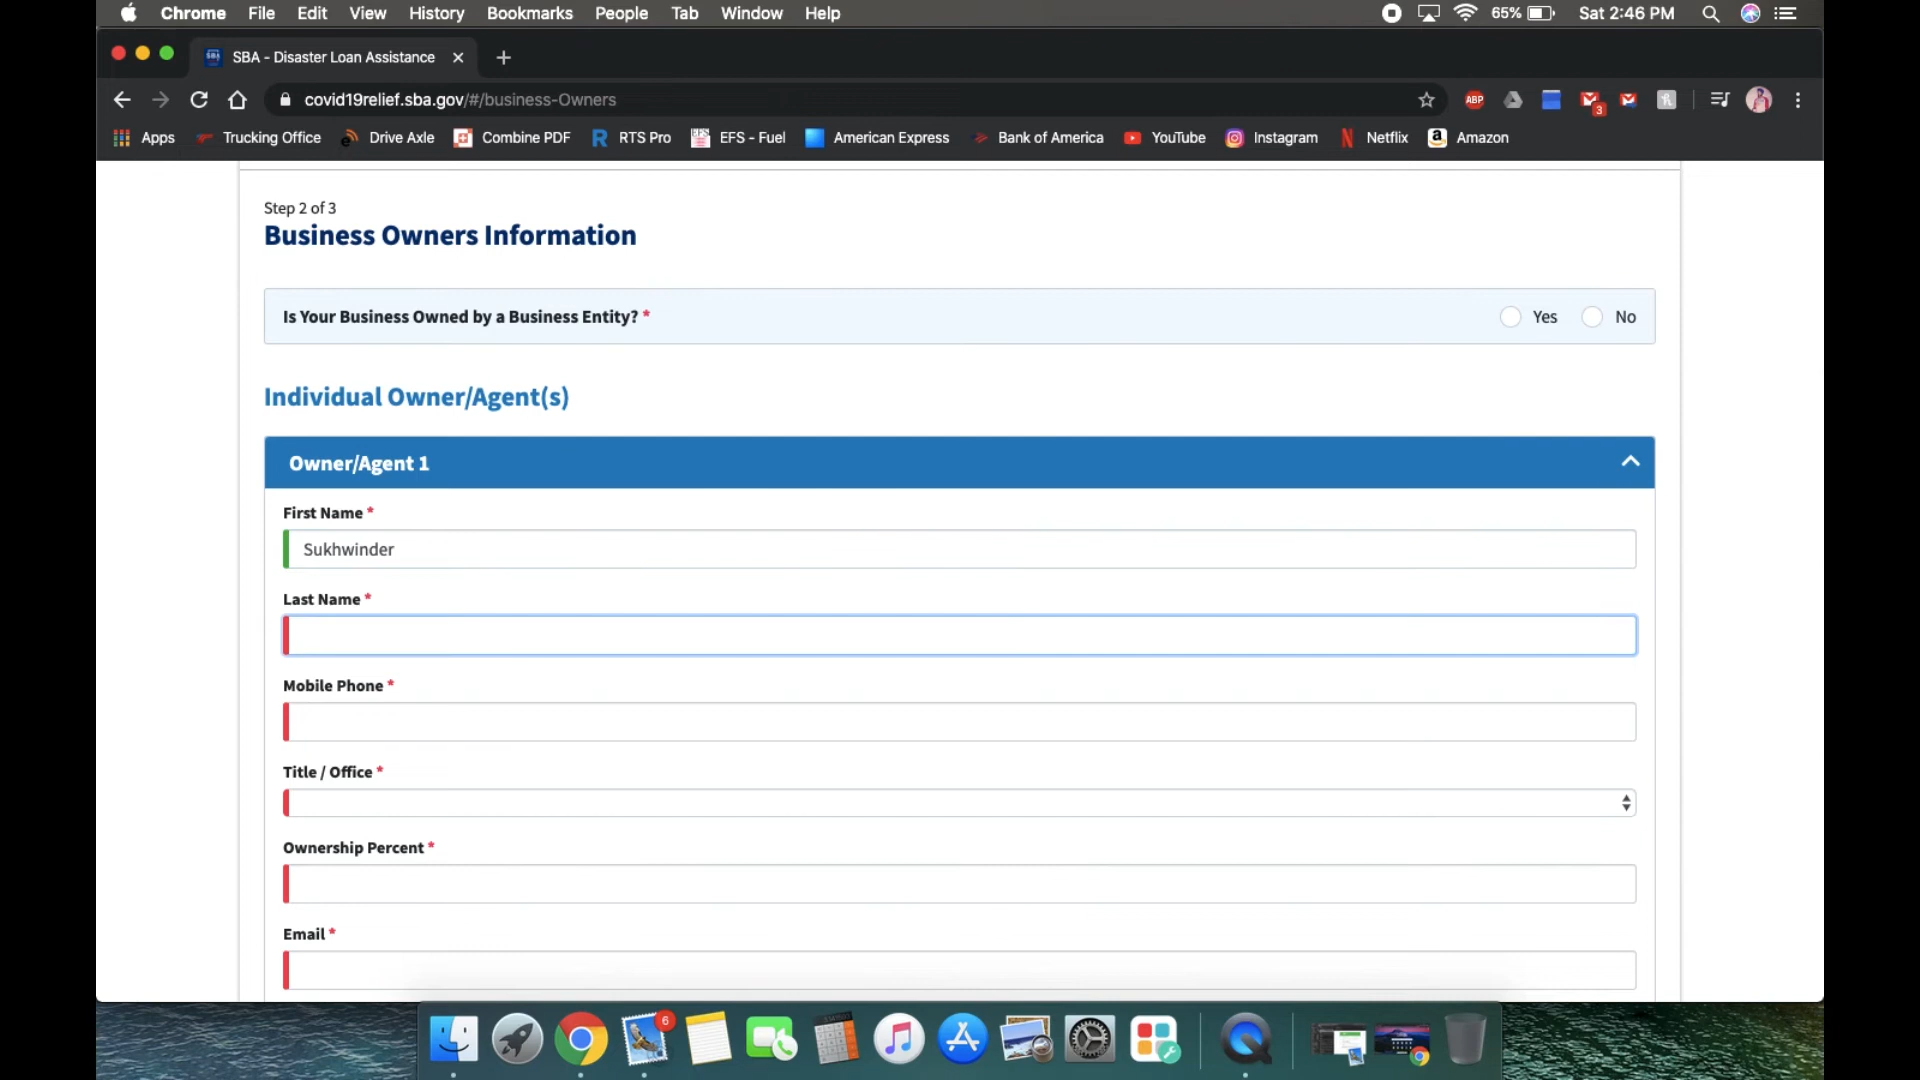 Chrome File Edit View History Bookmarks People Tab Window Help 65% Sat 2:46 PM
SBA - Disaster Loan Assistance
covid19relief.sba.gov/#/business-Owners ABP 3
Apps Trucking Office Drive Axle Combine PDF R RTS Pro EFS EFS - Fuel American Express Bank of America YouTube Instagram N Netflix a Amazon
Step 2 of 3
Business Owners Information
Is Your Business Owned by a Business Entity? * Yes No
Individual Owner/Agent(s)
Owner/Agent 1
First Name *
Sukhwinder
Last Name *
Mobile Phone *
Title / Office *
Ownership Percent *
Email *
6